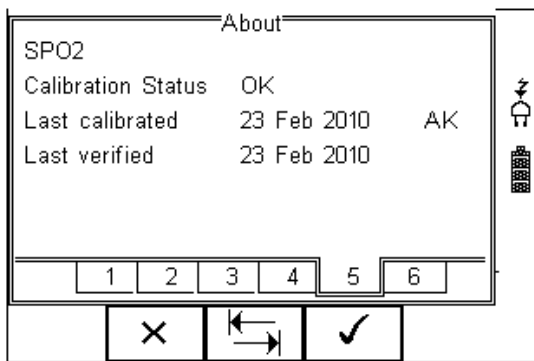 About
SPO2
Calibration Status OK
Last calibrated 23 Feb 2010 AK
Last verified 23 Feb 2010
1 2 3 4 5 6